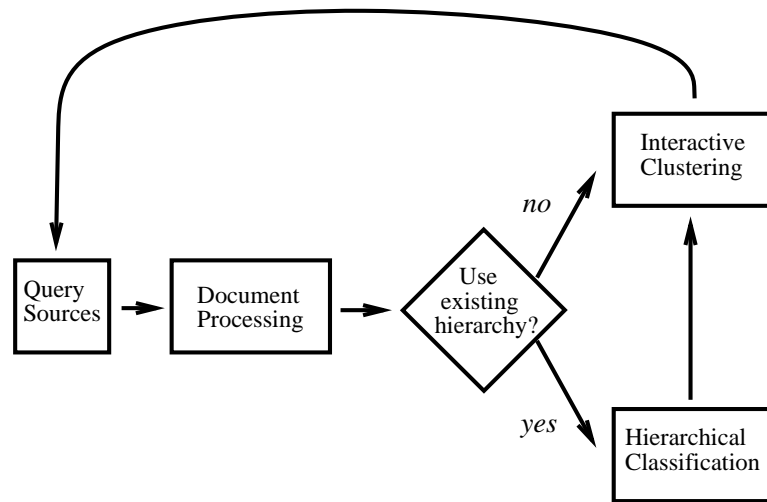 Interactive
Clustering
no
Query
Sources
Document
Processing
Use
existing
hierarchy?
yes
Hierarchical
Classification